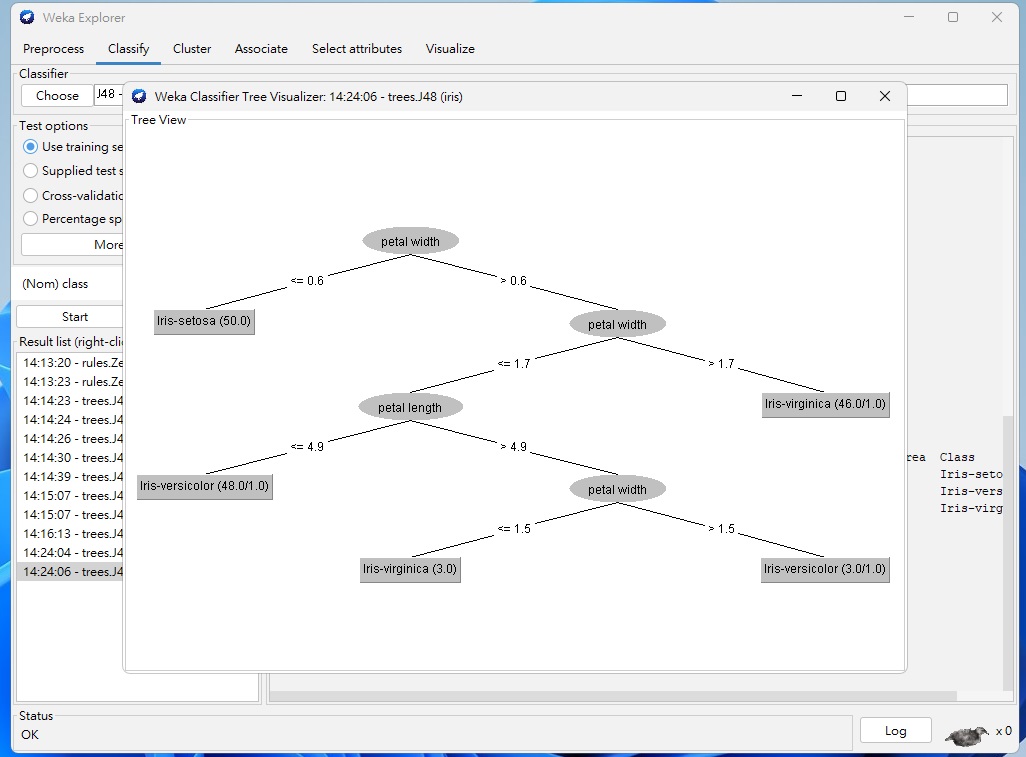 Weka Explorer
Preprocess Classify Cluster Associate Select attributes Visualize
Classifier
Choose J48 -
Test options
Use training se
Supplied test s
Cross-validatio
Percentage sp
More
(Nom) class
Start
Result list (right-clic
14:13:20 - rules.Ze
14:13:23 - rules.Ze
14:14:23 - trees.J4
14:14:24 - trees.J4
14:14:26 - trees.J4
14:14:30 - trees.J4
14:14:39 - trees.J4
14:15:07 - trees.J4
14:15:07 - trees.J4
14:16:13 - trees.J4
14:24:04 - trees.J4
14:24:06 - trees.J4
Weka Classifier Tree Visualizer: 14:24:06 - trees.J48 (iris)
Tree View
petal width
<= 0.6 > 0.6
Iris-setosa (50.0) petal width
<= 1.7 > 1.7
petal length Iris-virginica (46.0/1.0)
<= 4.9 > 4.9
Iris-versicolor (48.0/1.0) petal width
<= 1.5 > 1.5
Iris-virginica (3.0) Iris-versicolor (3.0/1.0)
rea Class
Iris-seto
Iris-vers
Iris-virg
Status
OK
Log
x 0